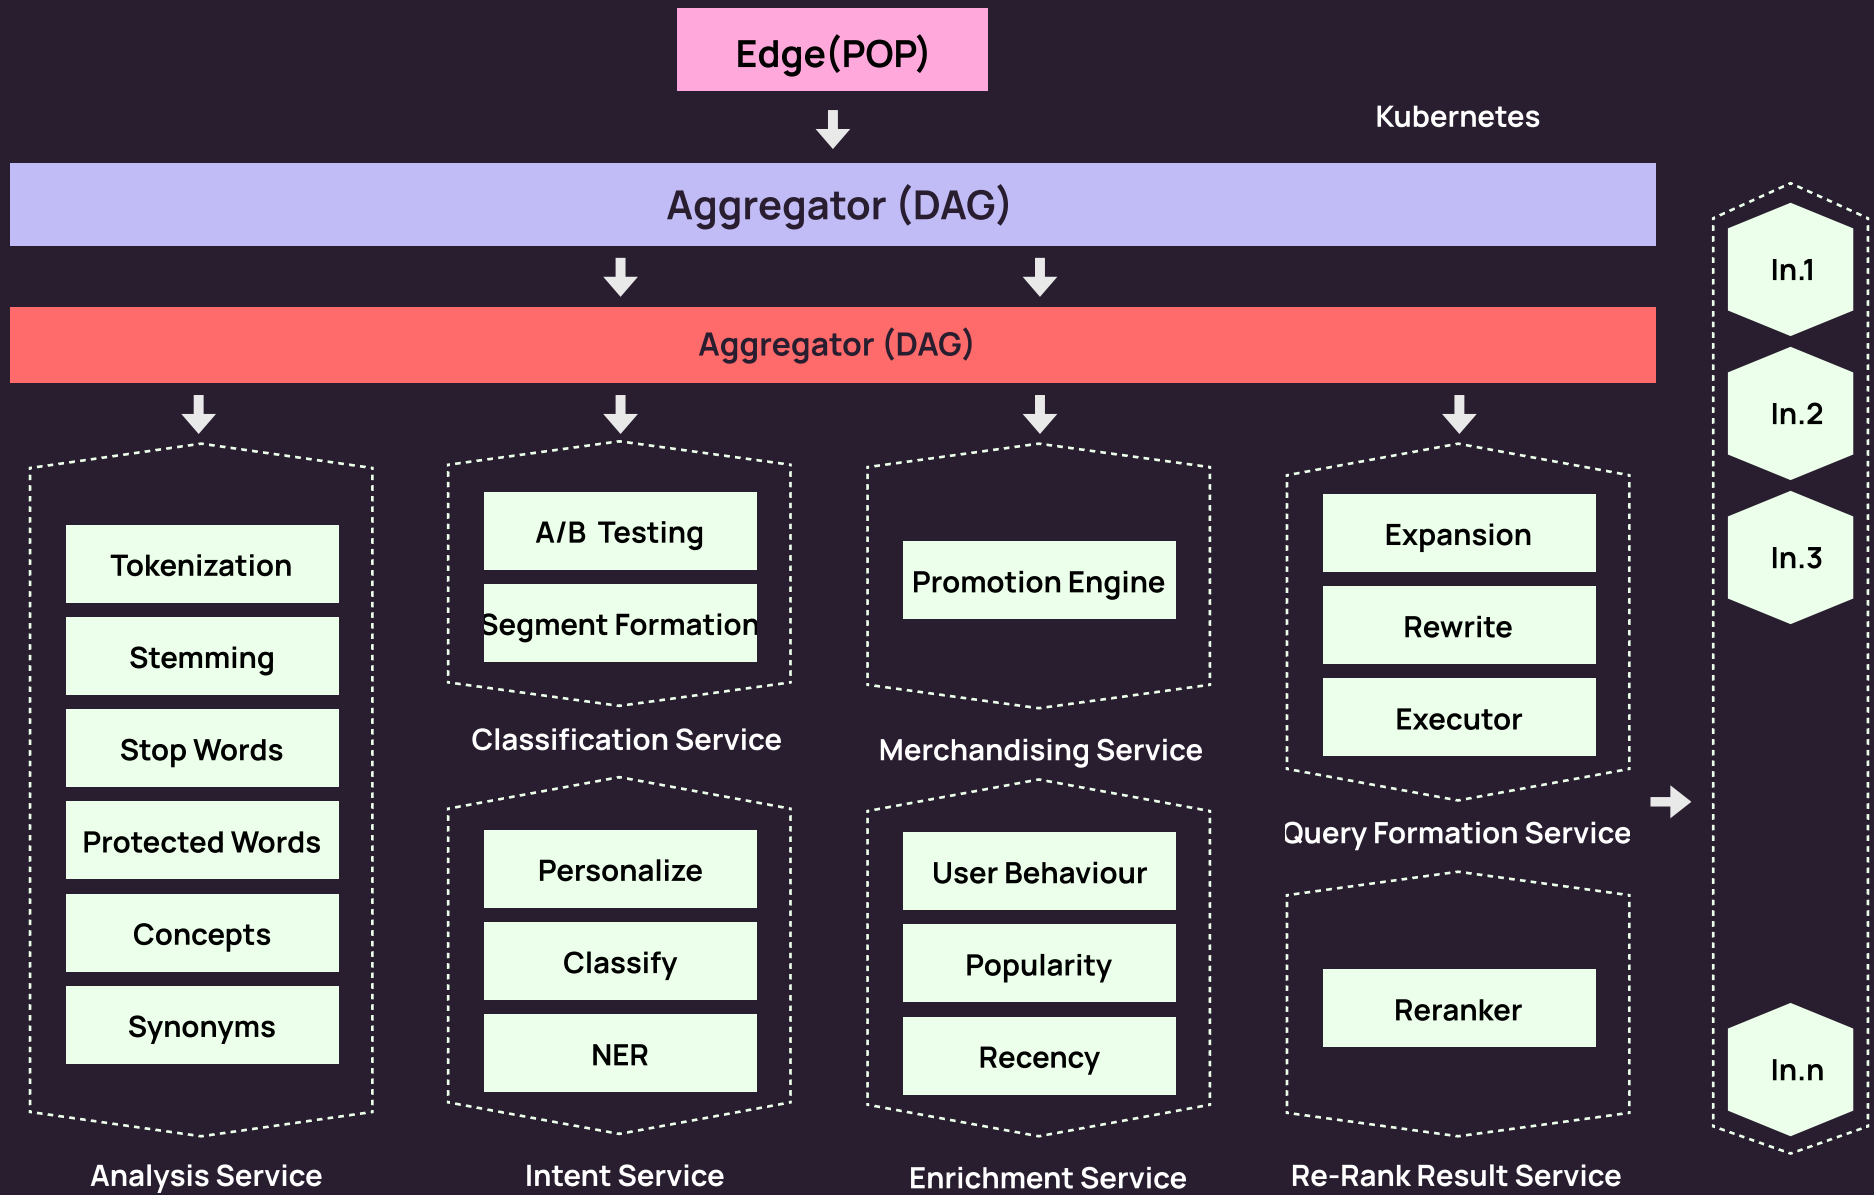 Edge(POP)
Kubernetes
Aggregator (DAG)
Aggregator (DAG)
Tokenization
Stemming
Stop Words
Protected Words
Concepts
Synonyms
Analysis Service
A/B Testing
Segment Formation
Classification Service
Personalize
Classify
NER
Intent Service
Promotion Engine
Merchandising Service
User Behaviour
Popularity
Recency
Enrichment Service
Expansion
Rewrite
Executor
Query Formation Service
Reranker
Re-Rank Result Service
In.1
In.2
In.3
In.n